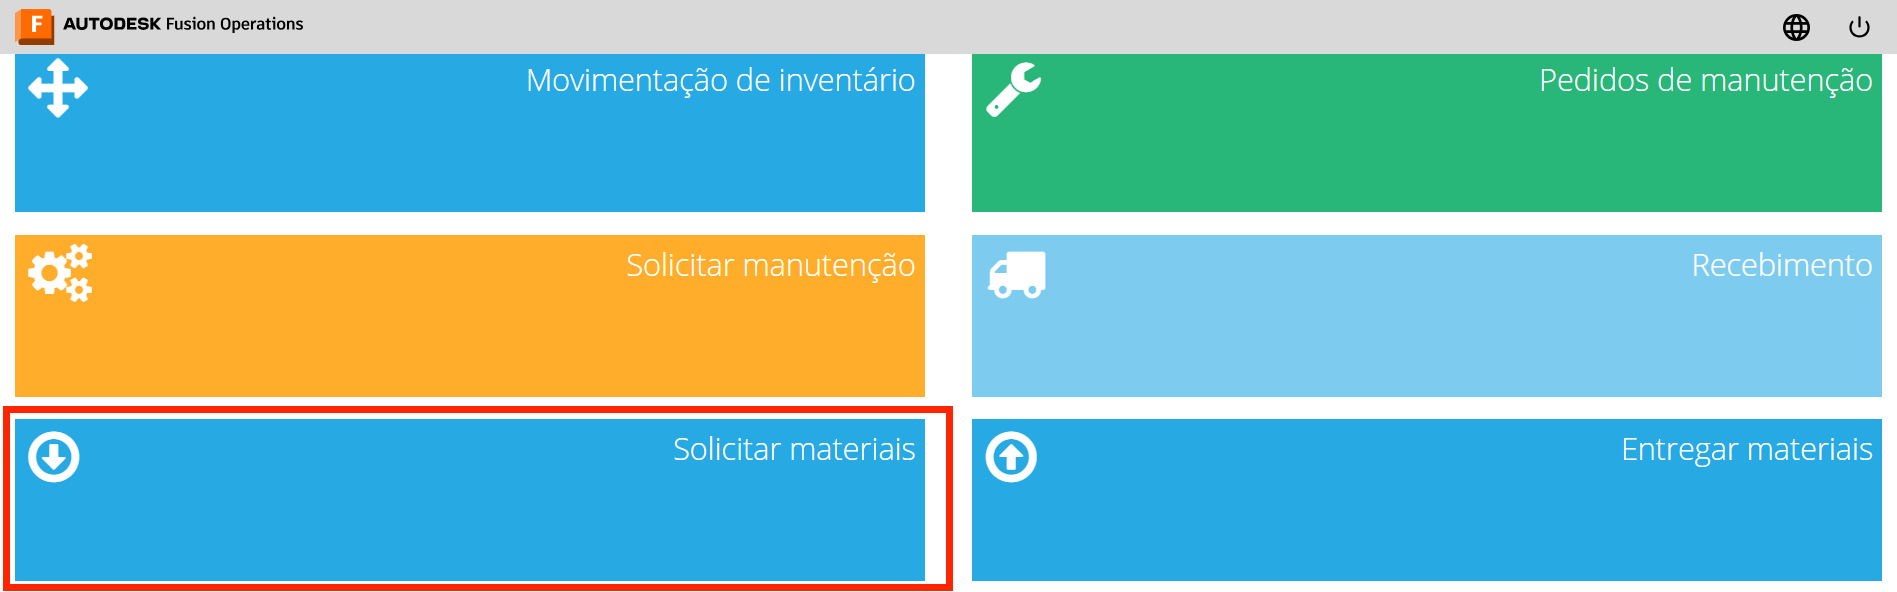 F AUTODESK Fusion Operations
Movimentação de inventário
Pedidos de manutenção
Solicitar manutenção
Recebimento
Solicitar materiais
Entregar materiais